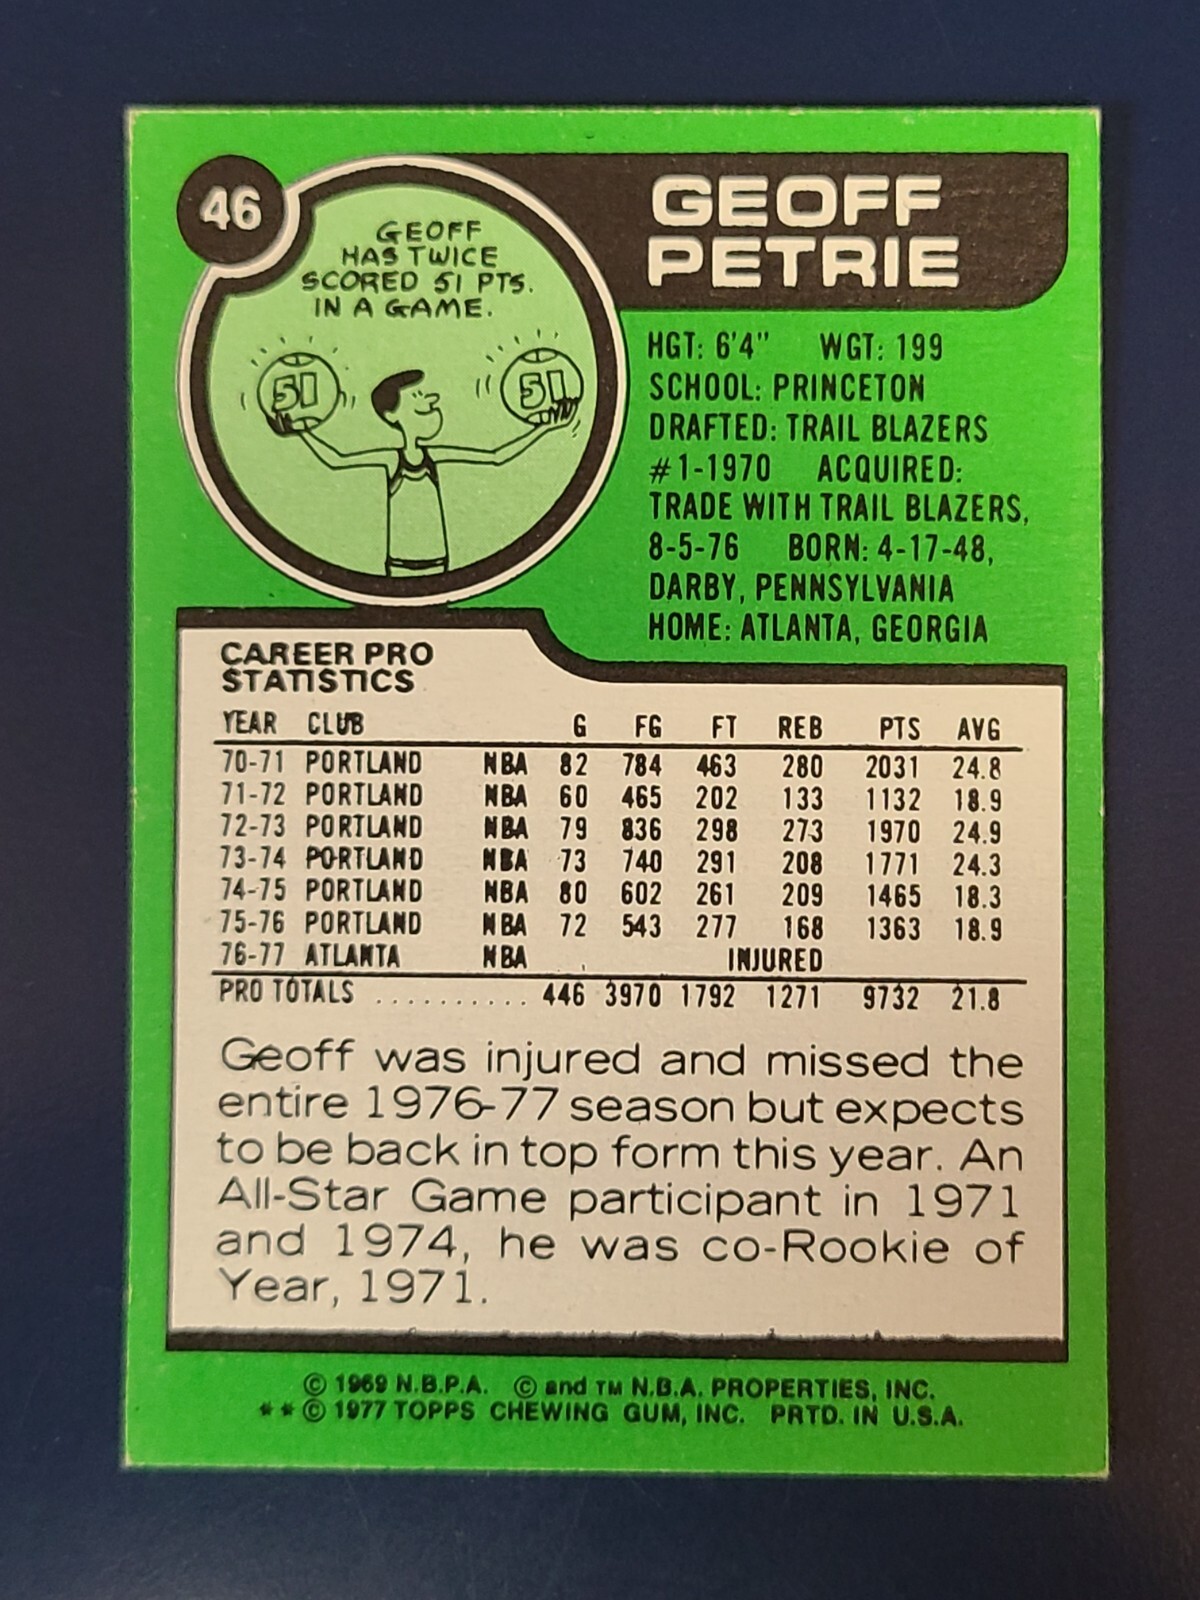 46
GEOFF
HAS TWICE
SCORED 51 PTS.
IN A GAME.
51 51
GEOFF
PETRIE
HGT: 6'4" WGT: 199
SCHOOL: PRINCETON
DRAFTED: TRAIL BLAZERS
#1-1970 ACQUIRED:
TRADE WITH TRAIL BLAZERS,
8-5-76 BORN: 4-17-48,
DARBY, PENNSYLVANIA
HOME: ATLANTA, GEORGIA
CAREER PRO
STATISTICS
YEAR CLUB G FG FT REB PTS AVG
70-71 PORTLAND NBA 82 784 463 280 2031 24.8
71-72 PORTLAND NBA 60 465 202 133 1132 18.9
72-73 PORTLAND NBA 79 836 298 273 1970 24.9
73-74 PORTLAND NBA 73 740 291 208 1771 24.3
74-75 PORTLAND NBA 80 602 261 209 1465 18.3
75-76 PORTLAND NBA 72 543 277 168 1363 18.9
76-77 ATLANTA NBA INJURED
PRO TOTALS .......... 446 3970 1792 1271 9732 21.8
Geoff was injured and missed the
entire 1976-77 season but expects
to be back in top form this year. An
All-Star Game participant in 1971
and 1974, he was co-Rookie of
Year, 1971.
© 1969 N.B.P.A. © and TM N.B.A. PROPERTIES, INC.
** © 1977 TOPPS CHEWING GUM, INC. PRTD. IN U.S.A.